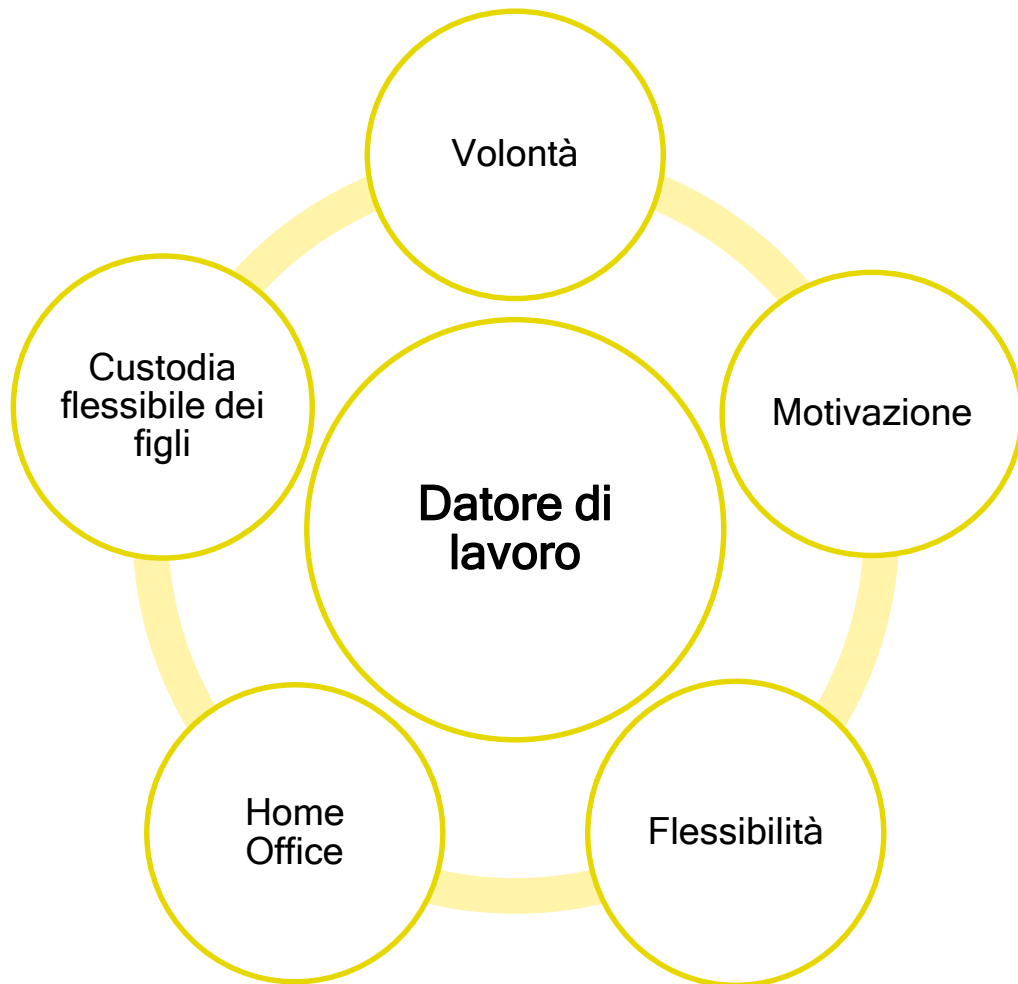 Volontà
Motivazione
Flessibilità
Home
Office
Custodia
flessibile dei
figli
Datore di
lavoro